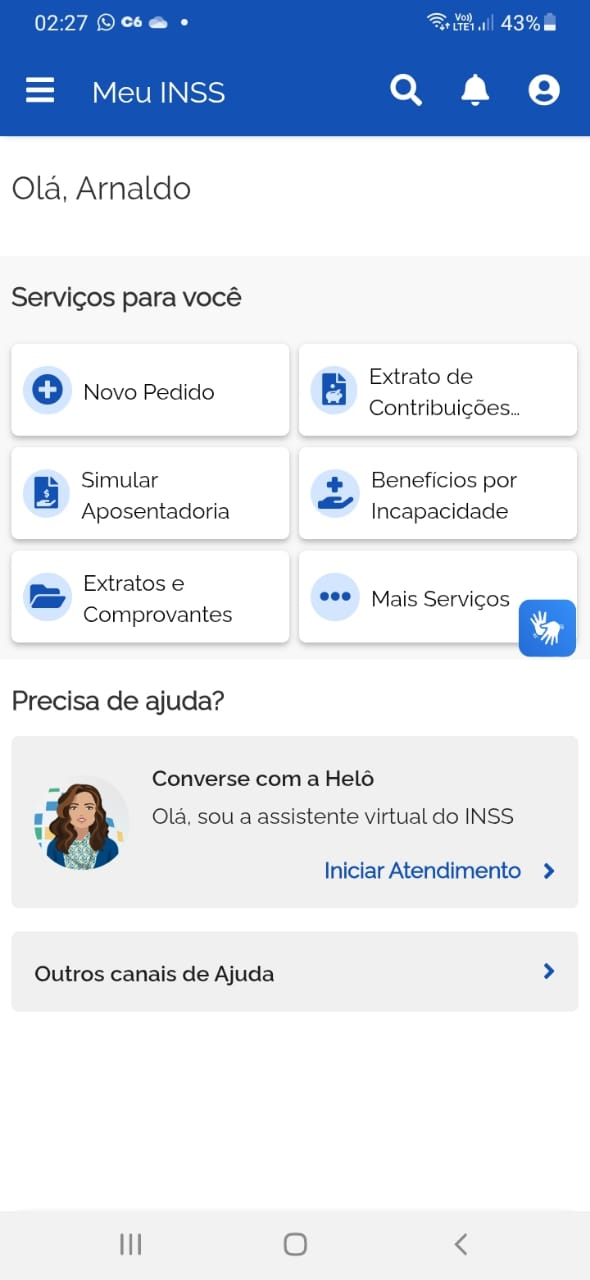 02:27 C6 Vo) LTE1 43%
Meu INSS
Olá, Arnaldo
Serviços para você
Novo Pedido
Extrato de
Contribuições...
Simular
Aposentadoria
Benefícios por
Incapacidade
Extratos e
Comprovantes
Mais Serviços
Precisa de ajuda?
Converse com a Helô
Olá, sou a assistente virtual do INSS
Iniciar Atendimento
Outros canais de Ajuda